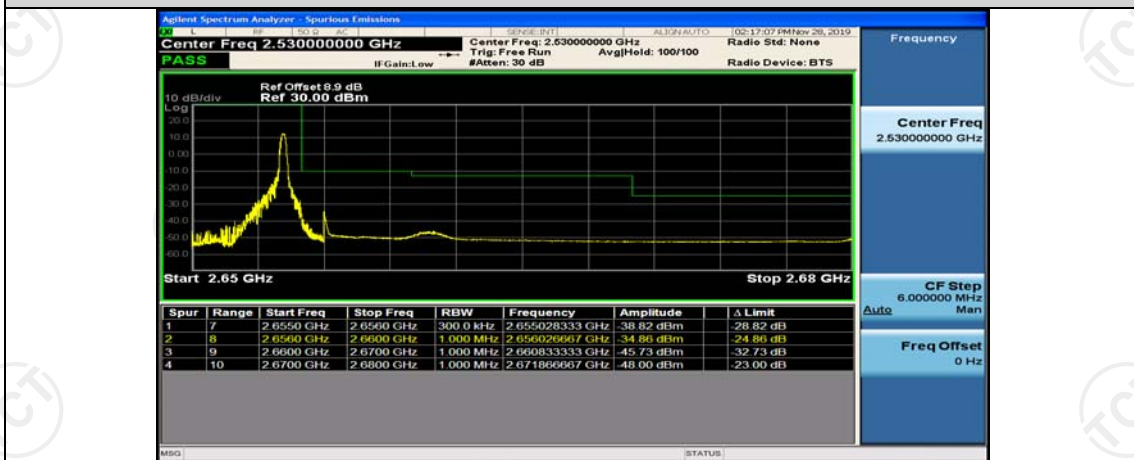 Agilent Spectrum Analyzer - Spurious Emissions
L RF 50 Ω AC SENSE:INT ALIGN AUTO 02:17:07 PM Nov 28, 2019
Center Freq 2.530000000 GHz
Center Freq: 2.530000000 GHz
Radio Std: None
Trig: Free Run Avg|Hold: 100/100
PASS
IFGain:Low
#Atten: 30 dB
Radio Device: BTS
Ref Offset 8.9 dB
10 dB/div Ref 30.00 dBm
Log
20.0
10.0
0.00
-10.0
-20.0
-30.0
-40.0
-50.0
-60.0
Start 2.65 GHz Stop 2.68 GHz
Spur Range Start Freq Stop Freq RBW Frequency Amplitude Δ Limit
1 7 2.6550 GHz 2.6560 GHz 300.0 kHz 2.655028333 GHz -38.82 dBm -28.82 dB
2 8 2.6560 GHz 2.6600 GHz 1.000 MHz 2.656026667 GHz -34.86 dBm -24.86 dB
3 9 2.6600 GHz 2.6700 GHz 1.000 MHz 2.660833333 GHz -45.73 dBm -32.73 dB
4 10 2.6700 GHz 2.6800 GHz 1.000 MHz 2.671866667 GHz -48.00 dBm -23.00 dB
MSG STATUS
Frequency
Center Freq
2.530000000 GHz
CF Step
6.000000 MHz
Auto Man
Freq Offset
0 Hz
TCT
TCT